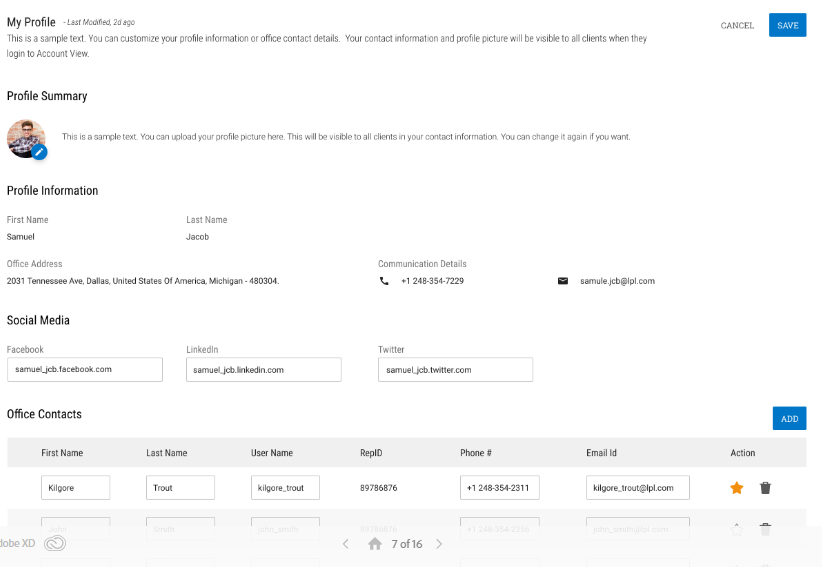 My Profile - Last Modified, 2d ago
CANCEL SAVE
This is a sample text. You can customize your profile information or office contact details. Your contact information and profile picture will be visible to all clients when they
login to Account View.
Profile Summary
This is a sample text. You can upload your profile picture here. This will be visible to all clients in your contact information. You can change it again if you want.
Profile Information
First Name Last Name
Samuel Jacob
Office Address Communication Details
2031 Tennessee Ave, Dallas, United States Of America, Michigan - 480304. +1 248-354-7229 samule.jcb@lpl.com
Social Media
Facebook LinkedIn Twitter
samuel_jcb.facebook.com samuel_jcb.linkedin.com samuel_jcb.twitter.com
Office Contacts ADD
First Name Last Name User Name RepID Phone # Email Id Action
Kilgore Trout kilgore_trout 89786876 +1 248-354-2311 kilgore_trout@lpl.com
John Smith john_smith 89786876 john_smith@lpl.com
dobe XD 7 of 16